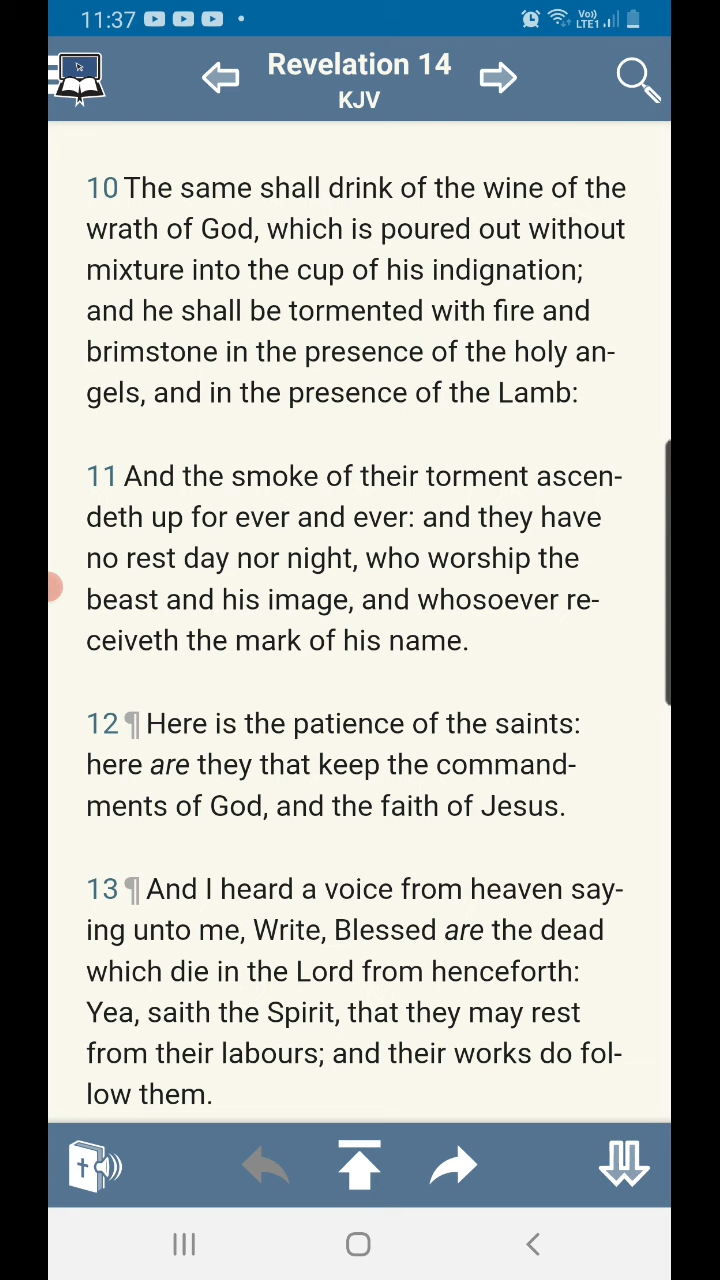 11:37
Vo)) LTE1
Revelation 14
KJV
10 The same shall drink of the wine of the
wrath of God, which is poured out without
mixture into the cup of his indignation;
and he shall be tormented with fire and
brimstone in the presence of the holy an-
gels, and in the presence of the Lamb:
11 And the smoke of their torment ascen-
deth up for ever and ever: and they have
no rest day nor night, who worship the
beast and his image, and whosoever re-
ceiveth the mark of his name.
12 ¶ Here is the patience of the saints:
here are they that keep the command-
ments of God, and the faith of Jesus.
13 ¶ And I heard a voice from heaven say-
ing unto me, Write, Blessed are the dead
which die in the Lord from henceforth:
Yea, saith the Spirit, that they may rest
from their labours; and their works do fol-
low them.